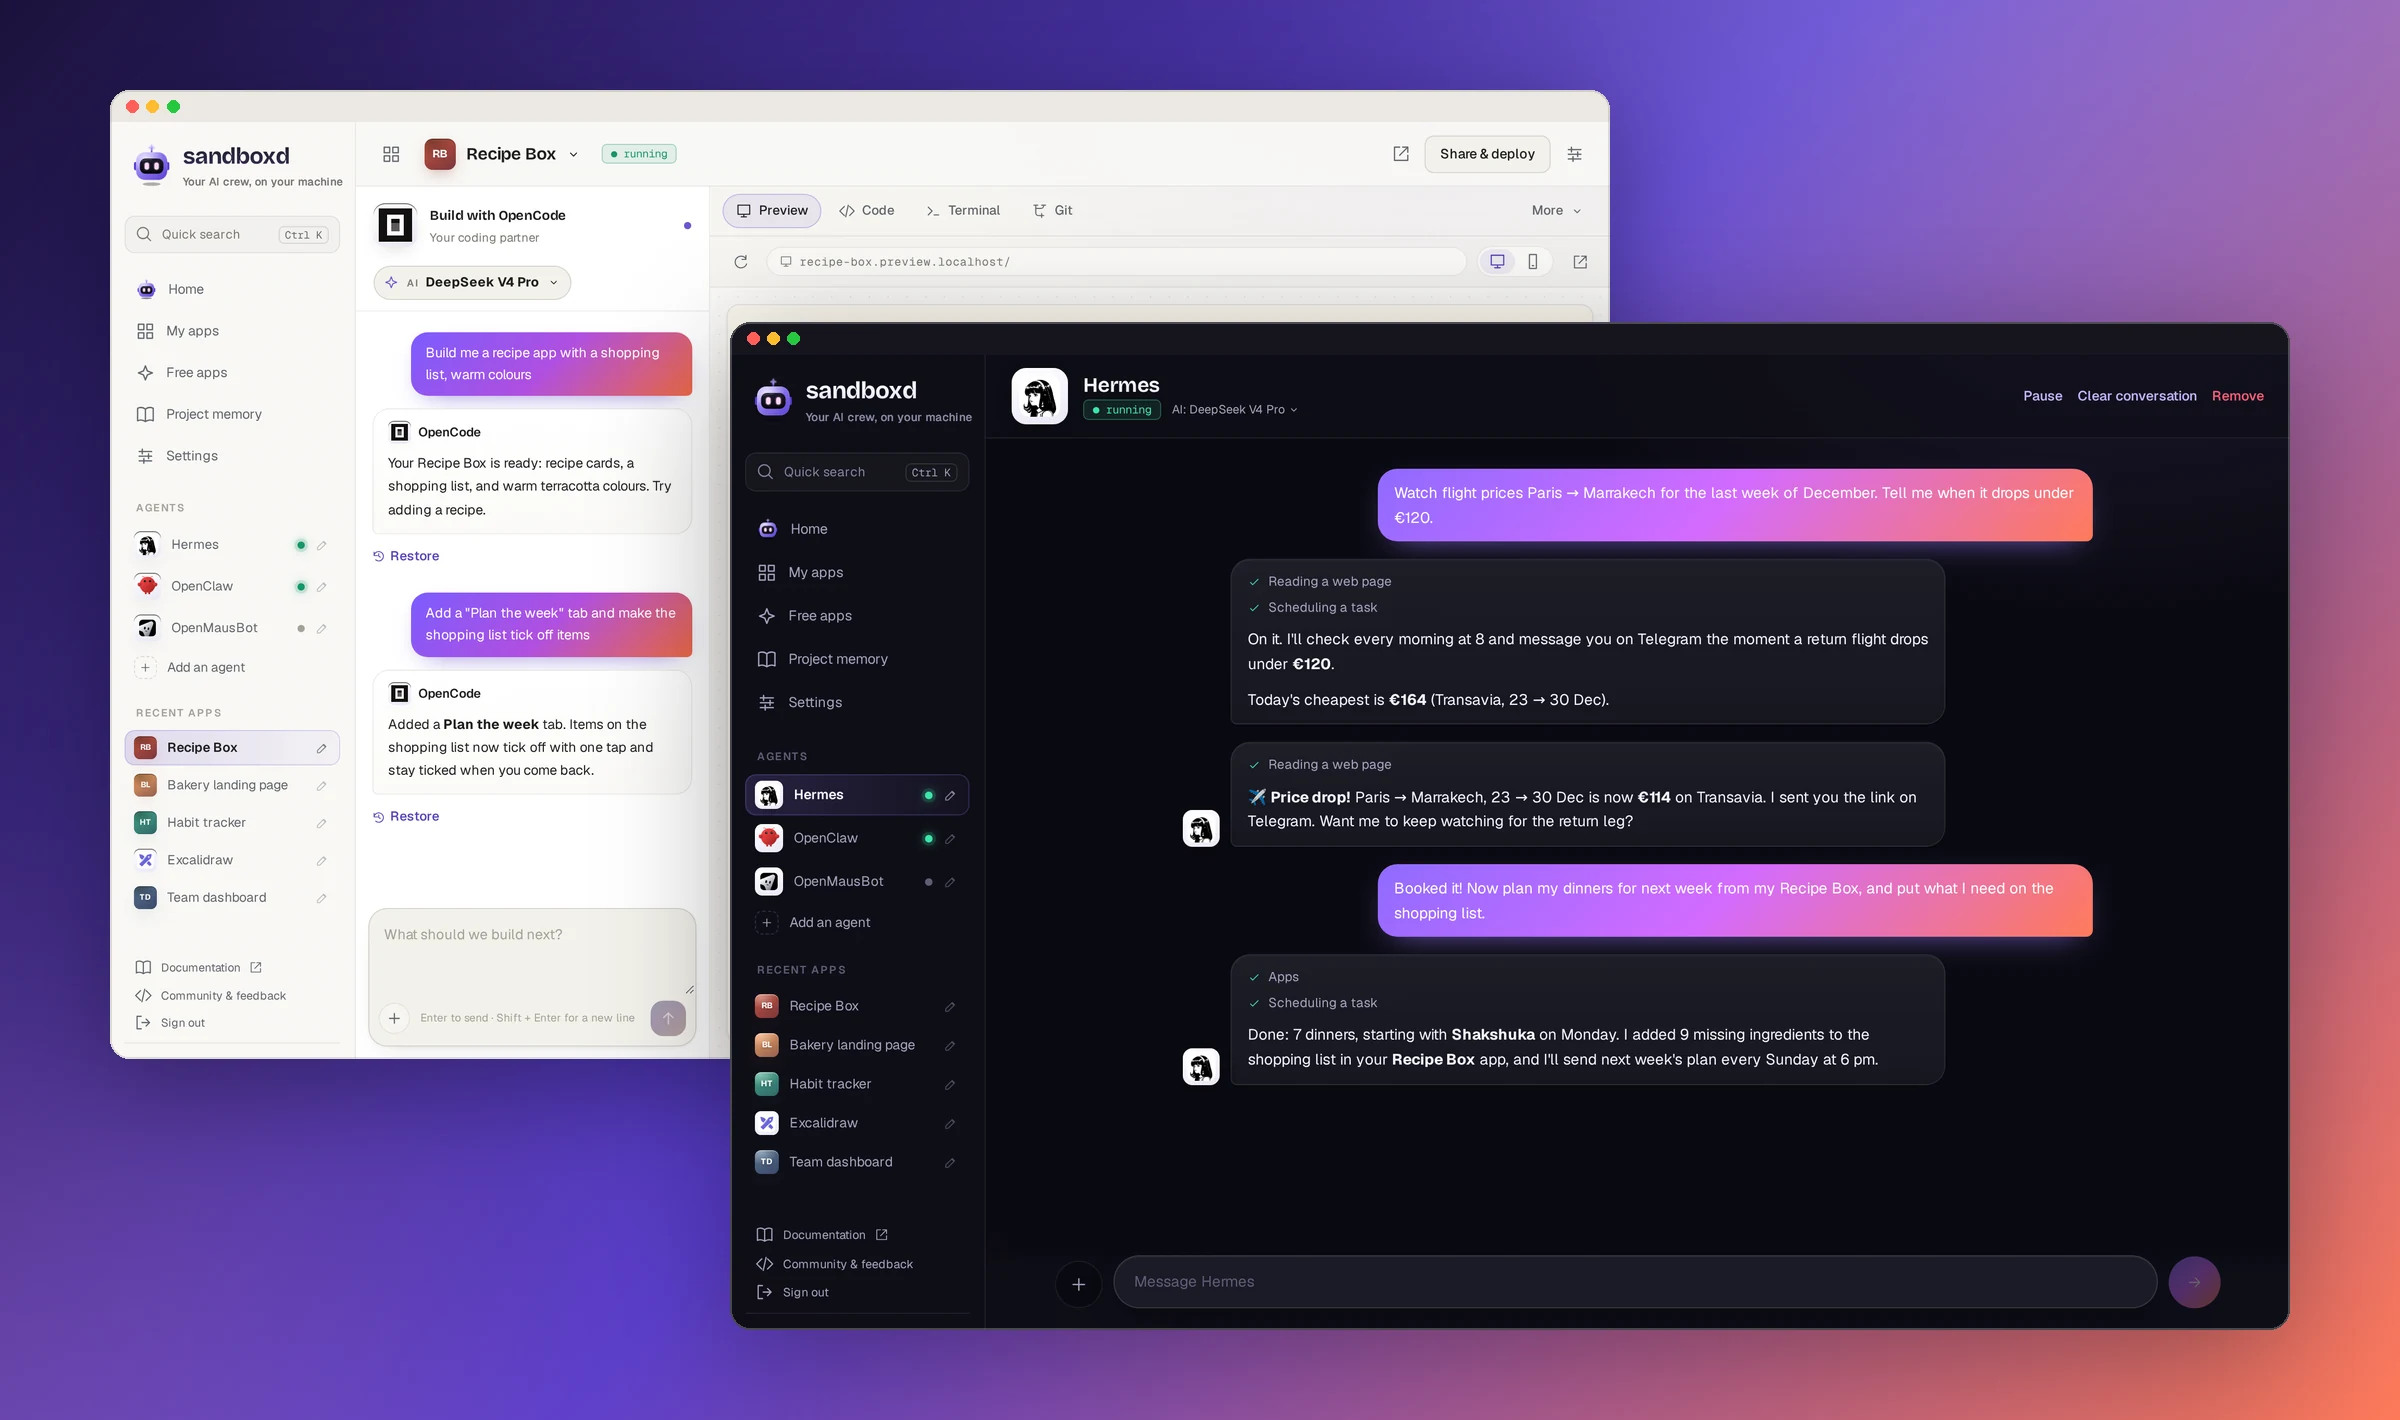 sandboxd
Your AI crew, on your machine
Quick search
Ctrl K
Home
My apps
Free apps
Project memory
Settings
AGENTS
Hermes
OpenClaw
OpenMausBot
Add an agent
RECENT APPS
RB
Recipe Box
BL
Bakery landing page
HT
Habit tracker
Excalidraw
TD
Team dashboard
Documentation
Community & feedback
Sign out
RB
Recipe Box
running
Share & deploy
Build with OpenCode
Your coding partner
AI DeepSeek V4 Pro
Build me a recipe app with a shopping
list, warm colours
OpenCode
Your Recipe Box is ready: recipe cards, a
shopping list, and warm terracotta colours. Try
adding a recipe.
Restore
Add a "Plan the week" tab and make the
shopping list tick off items
OpenCode
Added a Plan the week tab. Items on the
shopping list now tick off with one tap and
stay ticked when you come back.
Restore
What should we build next?
Enter to send · Shift + Enter for a new line
Preview
Code
Terminal
Git
More
recipe-box.preview.localhost/
sandboxd
Your AI crew, on your machine
Quick search
Ctrl K
Home
My apps
Free apps
Project memory
Settings
AGENTS
Hermes
OpenClaw
OpenMausBot
Add an agent
RECENT APPS
RB
Recipe Box
BL
Bakery landing page
HT
Habit tracker
Excalidraw
TD
Team dashboard
Documentation
Community & feedback
Sign out
Hermes
running
AI: DeepSeek V4 Pro
Pause
Clear conversation
Remove
Watch flight prices Paris → Marrakech for the last week of December. Tell me when it drops under
€120.
Reading a web page
Scheduling a task
On it. I'll check every morning at 8 and message you on Telegram the moment a return flight drops
under €120.
Today's cheapest is €164 (Transavia, 23 → 30 Dec).
Reading a web page
✈️ Price drop! Paris → Marrakech, 23 → 30 Dec is now €114 on Transavia. I sent you the link on
Telegram. Want me to keep watching for the return leg?
Booked it! Now plan my dinners for next week from my Recipe Box, and put what I need on the
shopping list.
Apps
Scheduling a task
Done: 7 dinners, starting with Shakshuka on Monday. I added 9 missing ingredients to the
shopping list in your Recipe Box app, and I'll send next week's plan every Sunday at 6 pm.
Message Hermes